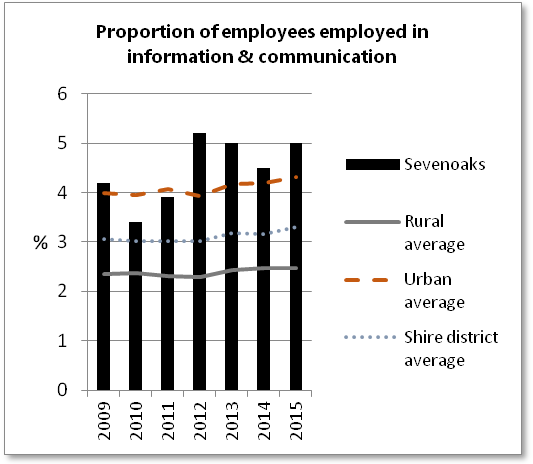 Proportion of employees employed in
information & communication
6
5
4
3
2
1
0
%
2009
2010
2011
2012
2013
2014
2015
Sevenoaks
Rural
average
Urban
average
Shire district
average